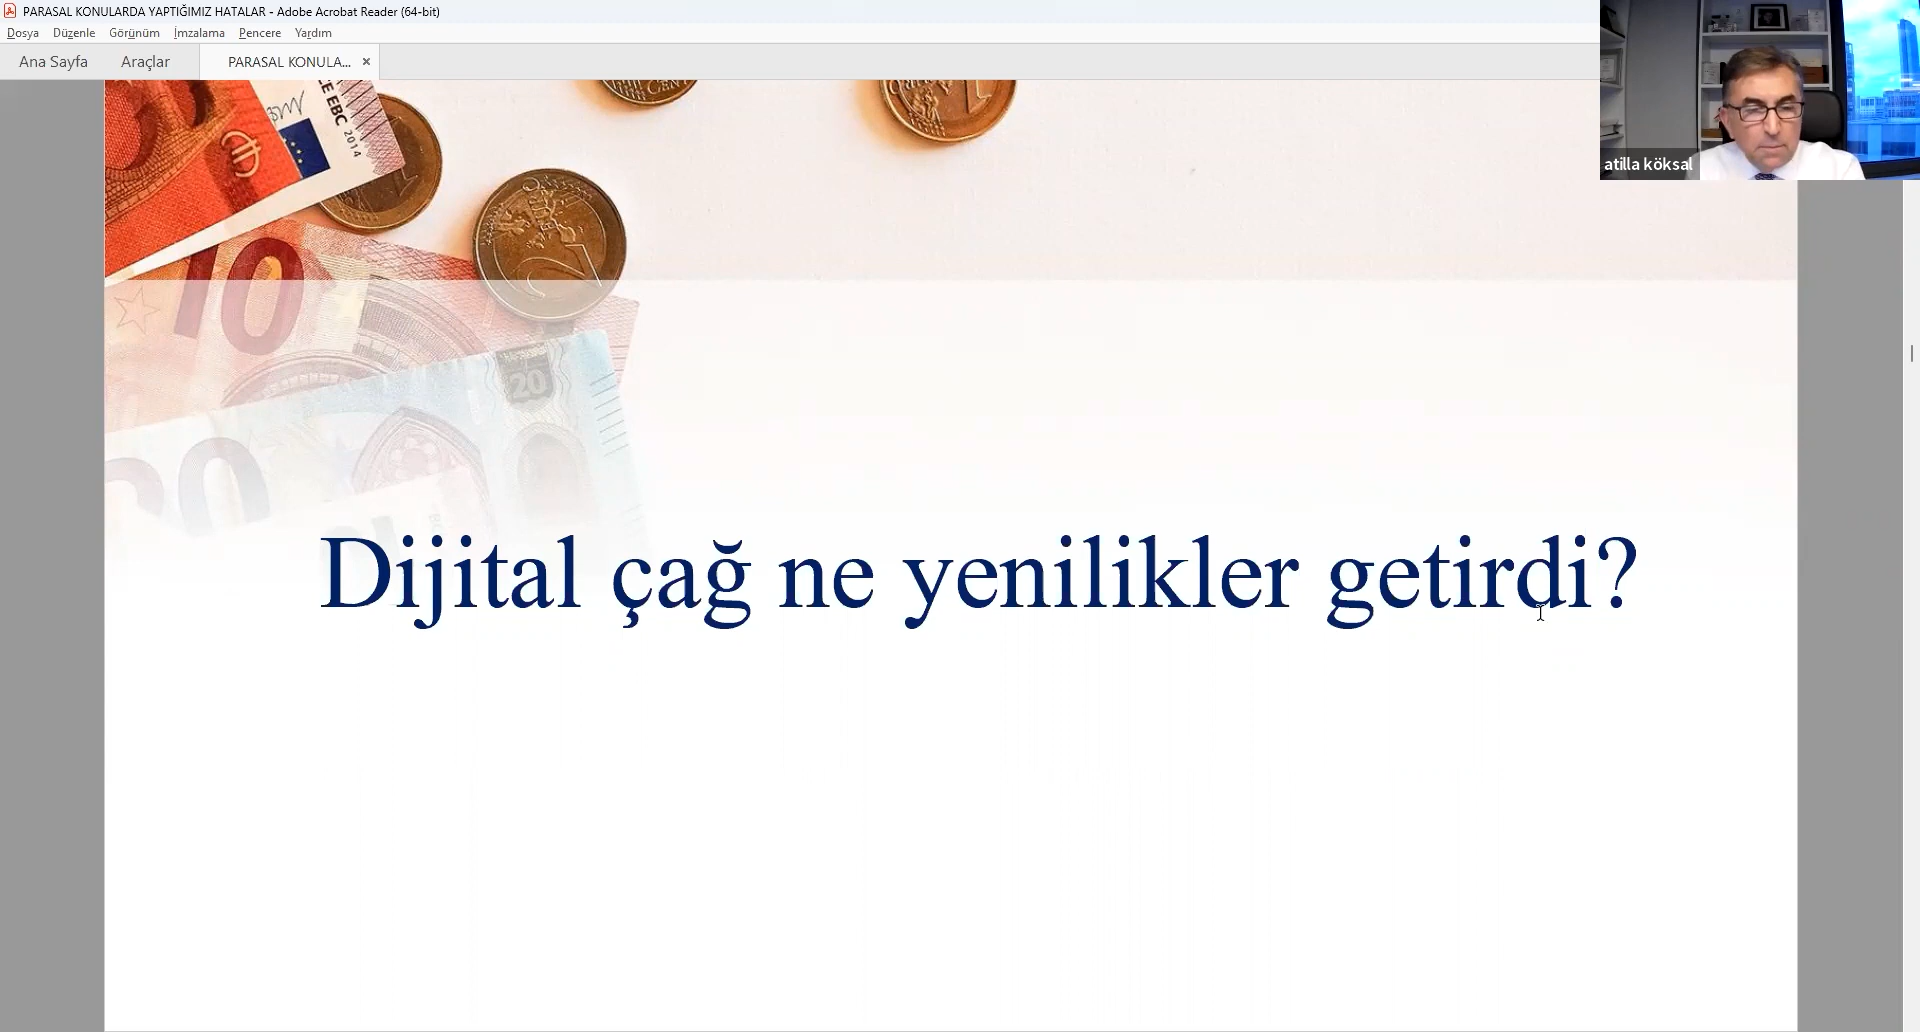 PARASAL KONULARDA YAPTIĞIMIZ HATALAR - Adobe Acrobat Reader (64-bit)
Dosya Düzenle Görünüm İmzalama Pencere Yardım
Ana Sayfa Araçlar PARASAL KONULA... ×
atilla köksal
EBC 2014
10
20
Dijital çağ ne yenilikler getirdi?